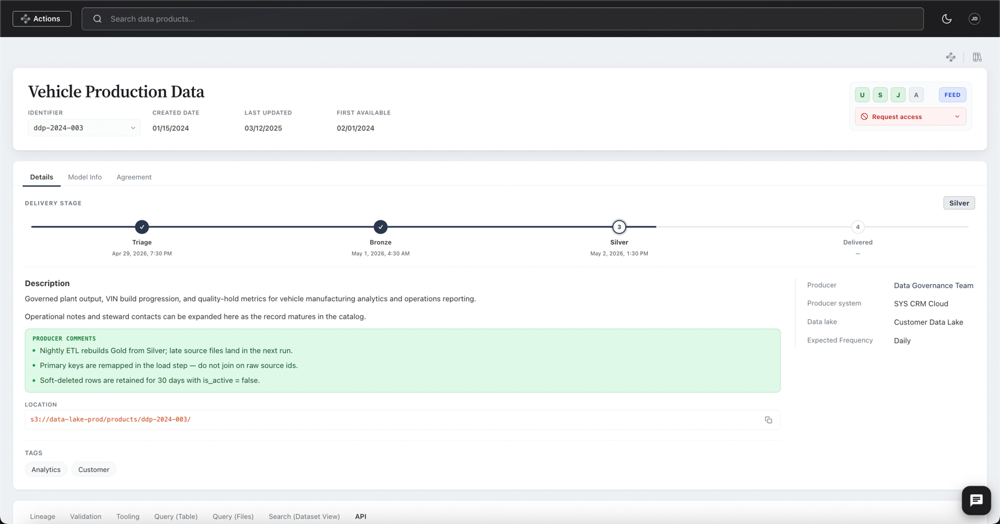 Actions
Search data products...
JD
Vehicle Production Data
U S J A FEED
IDENTIFIER CREATED DATE LAST UPDATED FIRST AVAILABLE
ddp-2024-003 01/15/2024 03/12/2025 02/01/2024
Request access
Details Model Info Agreement
DELIVERY STAGE
Silver
3 4
Triage Bronze Silver Delivered
Apr 29, 2026, 7:30 PM May 1, 2026, 4:30 AM May 2, 2026, 1:30 PM —
Description
Governed plant output, VIN build progression, and quality-hold metrics for vehicle manufacturing analytics and operations reporting.
Operational notes and steward contacts can be expanded here as the record matures in the catalog.
PRODUCER COMMENTS
• Nightly ETL rebuilds Gold from Silver; late source files land in the next run.
• Primary keys are remapped in the load step — do not join on raw source ids.
• Soft-deleted rows are retained for 30 days with is_active = false.
LOCATION
s3://data-lake-prod/products/ddp-2024-003/
TAGS
Analytics Customer
Producer Data Governance Team
Producer system SYS CRM Cloud
Data lake Customer Data Lake
Expected Frequency Daily
Lineage Validation Tooling Query (Table) Query (Files) Search (Dataset View) API